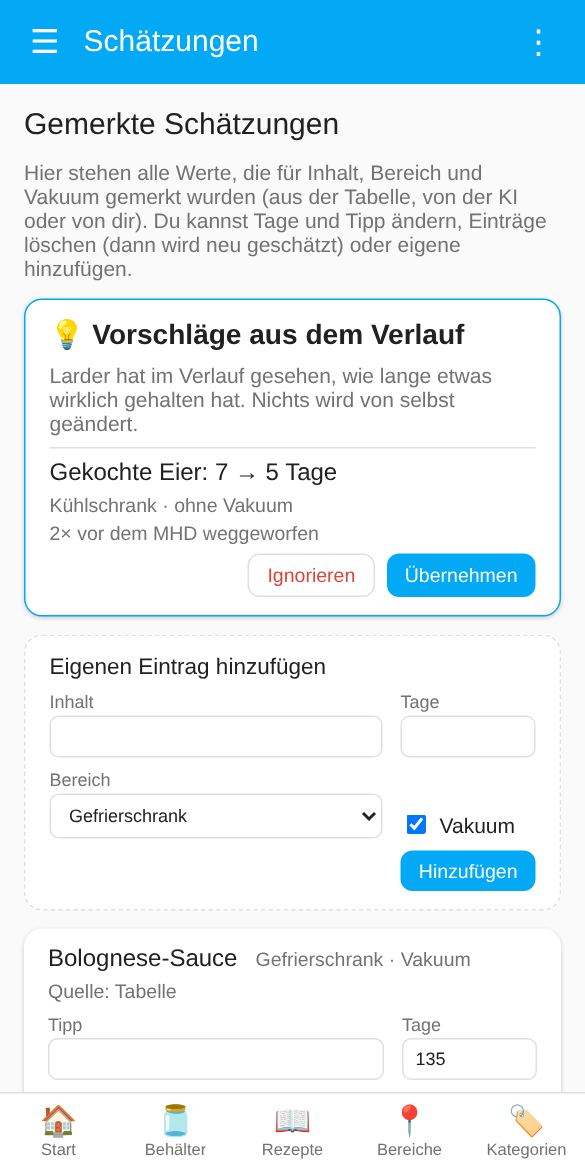 Schätzungen
Gemerkte Schätzungen
Hier stehen alle Werte, die für Inhalt, Bereich und
Vakuum gemerkt wurden (aus der Tabelle, von der KI
oder von dir). Du kannst Tage und Tipp ändern, Einträge
löschen (dann wird neu geschätzt) oder eigene
hinzufügen.
Vorschläge aus dem Verlauf
Larder hat im Verlauf gesehen, wie lange etwas
wirklich gehalten hat. Nichts wird von selbst
geändert.
Gekochte Eier: 7 → 5 Tage
Kühlschrank · ohne Vakuum
2× vor dem MHD weggeworfen
Ignorieren Übernehmen
Eigenen Eintrag hinzufügen
Inhalt Tage
Bereich
Gefrierschrank
Vakuum
Hinzufügen
Bolognese-Sauce Gefrierschrank · Vakuum
Quelle: Tabelle
Tipp Tage
135
Start Behälter Rezepte Bereiche Kategorien